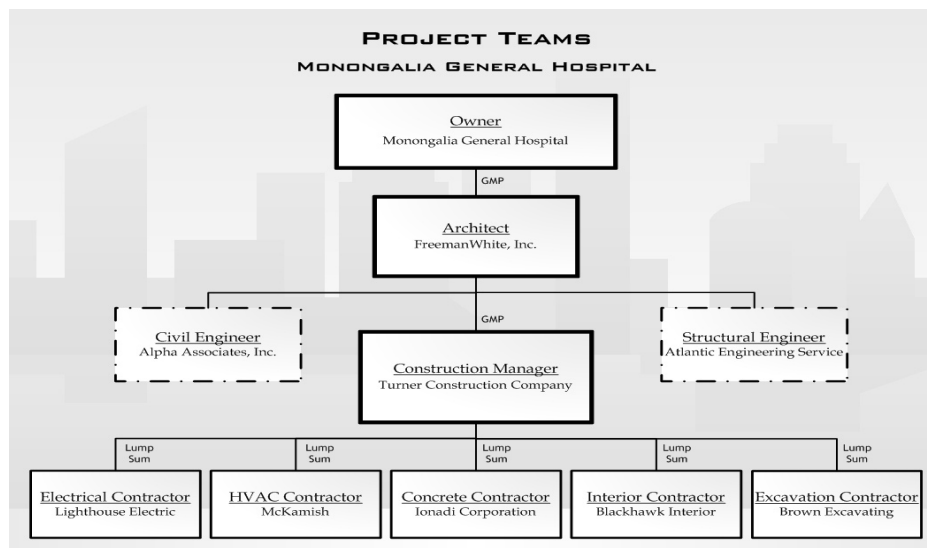 PROJECT TEAMS
MONONGALIA GENERAL HOSPITAL
Owner
Monongalia General Hospital
GMP
Architect
FreemanWhite, Inc.
Civil Engineer
Alpha Associates, Inc.
GMP
Structural Engineer
Atlantic Engineering Service
Construction Manager
Turner Construction Company
Lump
Sum
Lump
Sum
Lump
Sum
Lump
Sum
Lump
Sum
Electrical Contractor
Lighthouse Electric
HVAC Contractor
McKamish
Concrete Contractor
Ionadi Corporation
Interior Contractor
Blackhawk Interior
Excavation Contractor
Brown Excavating